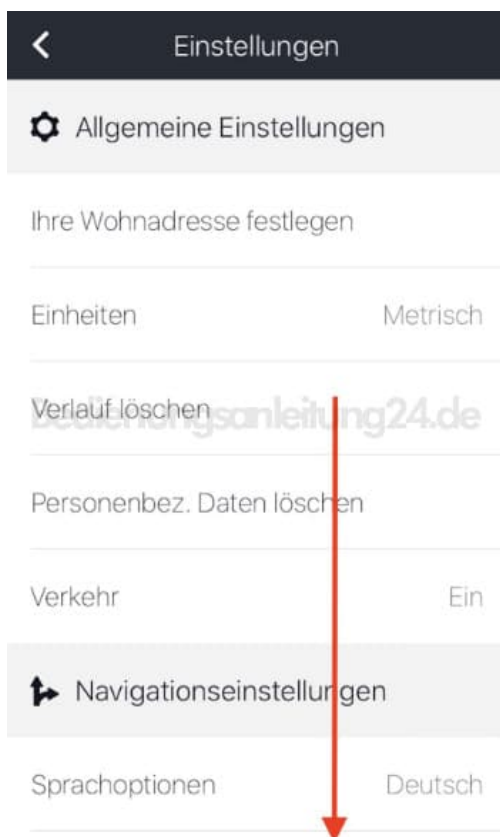 Einstellungen
Allgemeine Einstellungen
Ihre Wohnadresse festlegen
Einheiten Metrisch
Verlauf löschen
Bedienungsanleitung24.de
Personenbez. Daten löschen
Verkehr Ein
Navigationseinstellungen
Sprachoptionen Deutsch